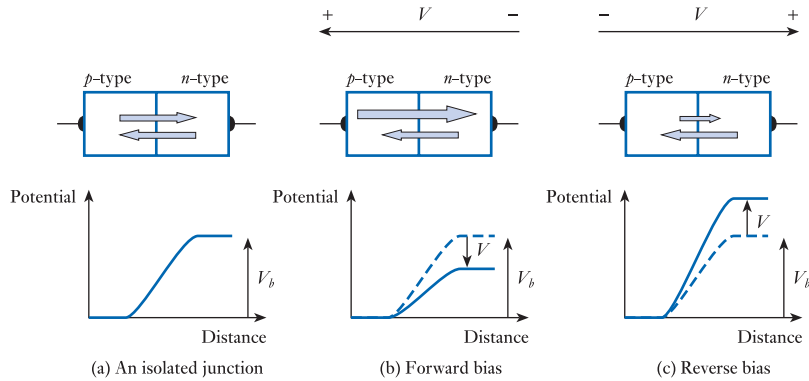 + V −
− V +
p–type n–type
p–type n–type
p–type n–type
Potential
V_b
Distance
Potential
V
V_b
Distance
Potential
V
V_b
Distance
(a) An isolated junction
(b) Forward bias
(c) Reverse bias